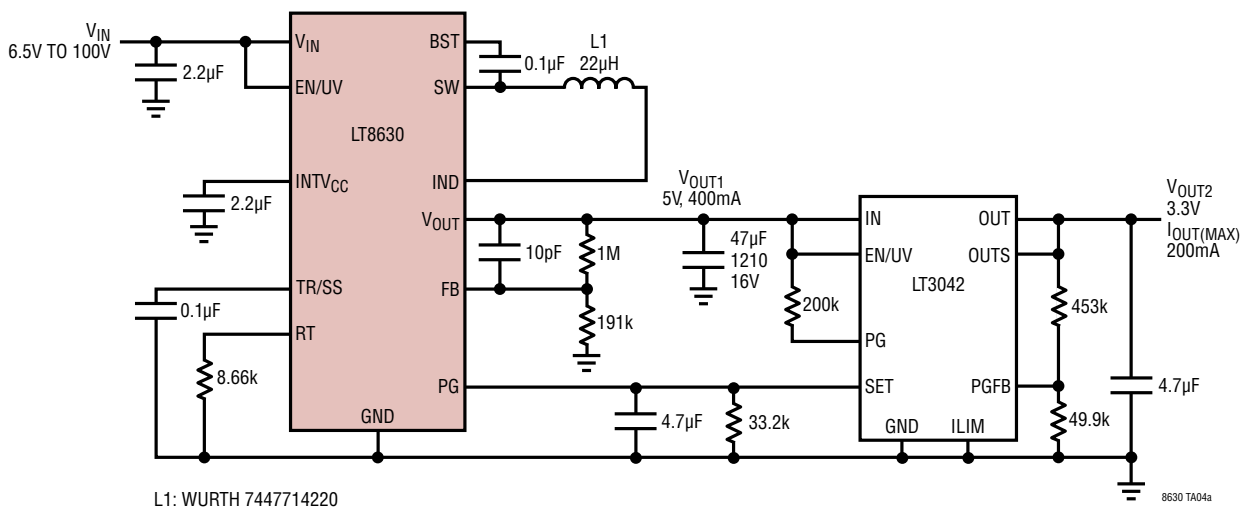 VIN
6.5V TO 100V
2.2µF
VIN
EN/UV
INTVCC
2.2µF
TR/SS
0.1µF
RT
8.66k
LT8630
BST
SW
IND
VOUT
FB
PG
GND
0.1µF
L1
22µH
10pF
1M
191k
VOUT1
5V, 400mA
47µF
1210
16V
200k
4.7µF
33.2k
IN
EN/UV
PG
SET
LT3042
OUT
OUTS
PGFB
GND
ILIM
453k
49.9k
4.7µF
VOUT2
3.3V
IOUT(MAX)
200mA
L1: WURTH 7447714220
8630 TA04a